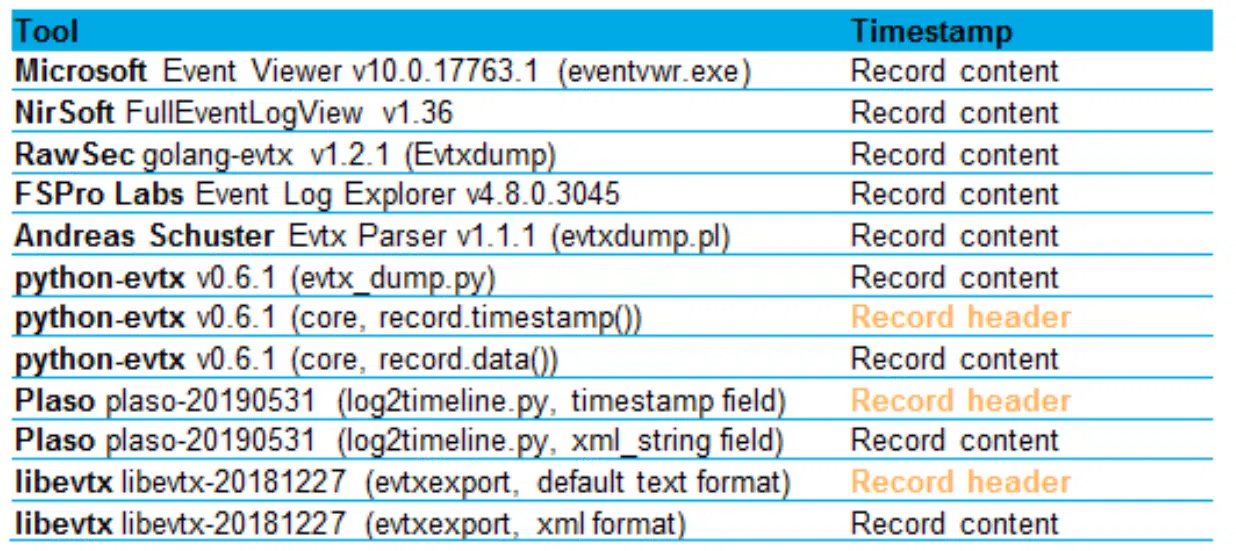 Tool Timestamp
Microsoft Event Viewer v10.0.17763.1 (eventvwr.exe) Record content
NirSoft FullEventLogView v1.36 Record content
RawSec golang-evtx v1.2.1 (Evtxdump) Record content
FSPro Labs Event Log Explorer v4.8.0.3045 Record content
Andreas Schuster Evtx Parser v1.1.1 (evtxdump.pl) Record content
python-evtx v0.6.1 (evtx_dump.py) Record content
python-evtx v0.6.1 (core, record.timestamp()) Record header
python-evtx v0.6.1 (core, record.data()) Record content
Plaso plaso-20190531 (log2timeline.py, timestamp field) Record header
Plaso plaso-20190531 (log2timeline.py, xml_string field) Record content
libevtx libevtx-20181227 (evtxexport, default text format) Record header
libevtx libevtx-20181227 (evtxexport, xml format) Record content